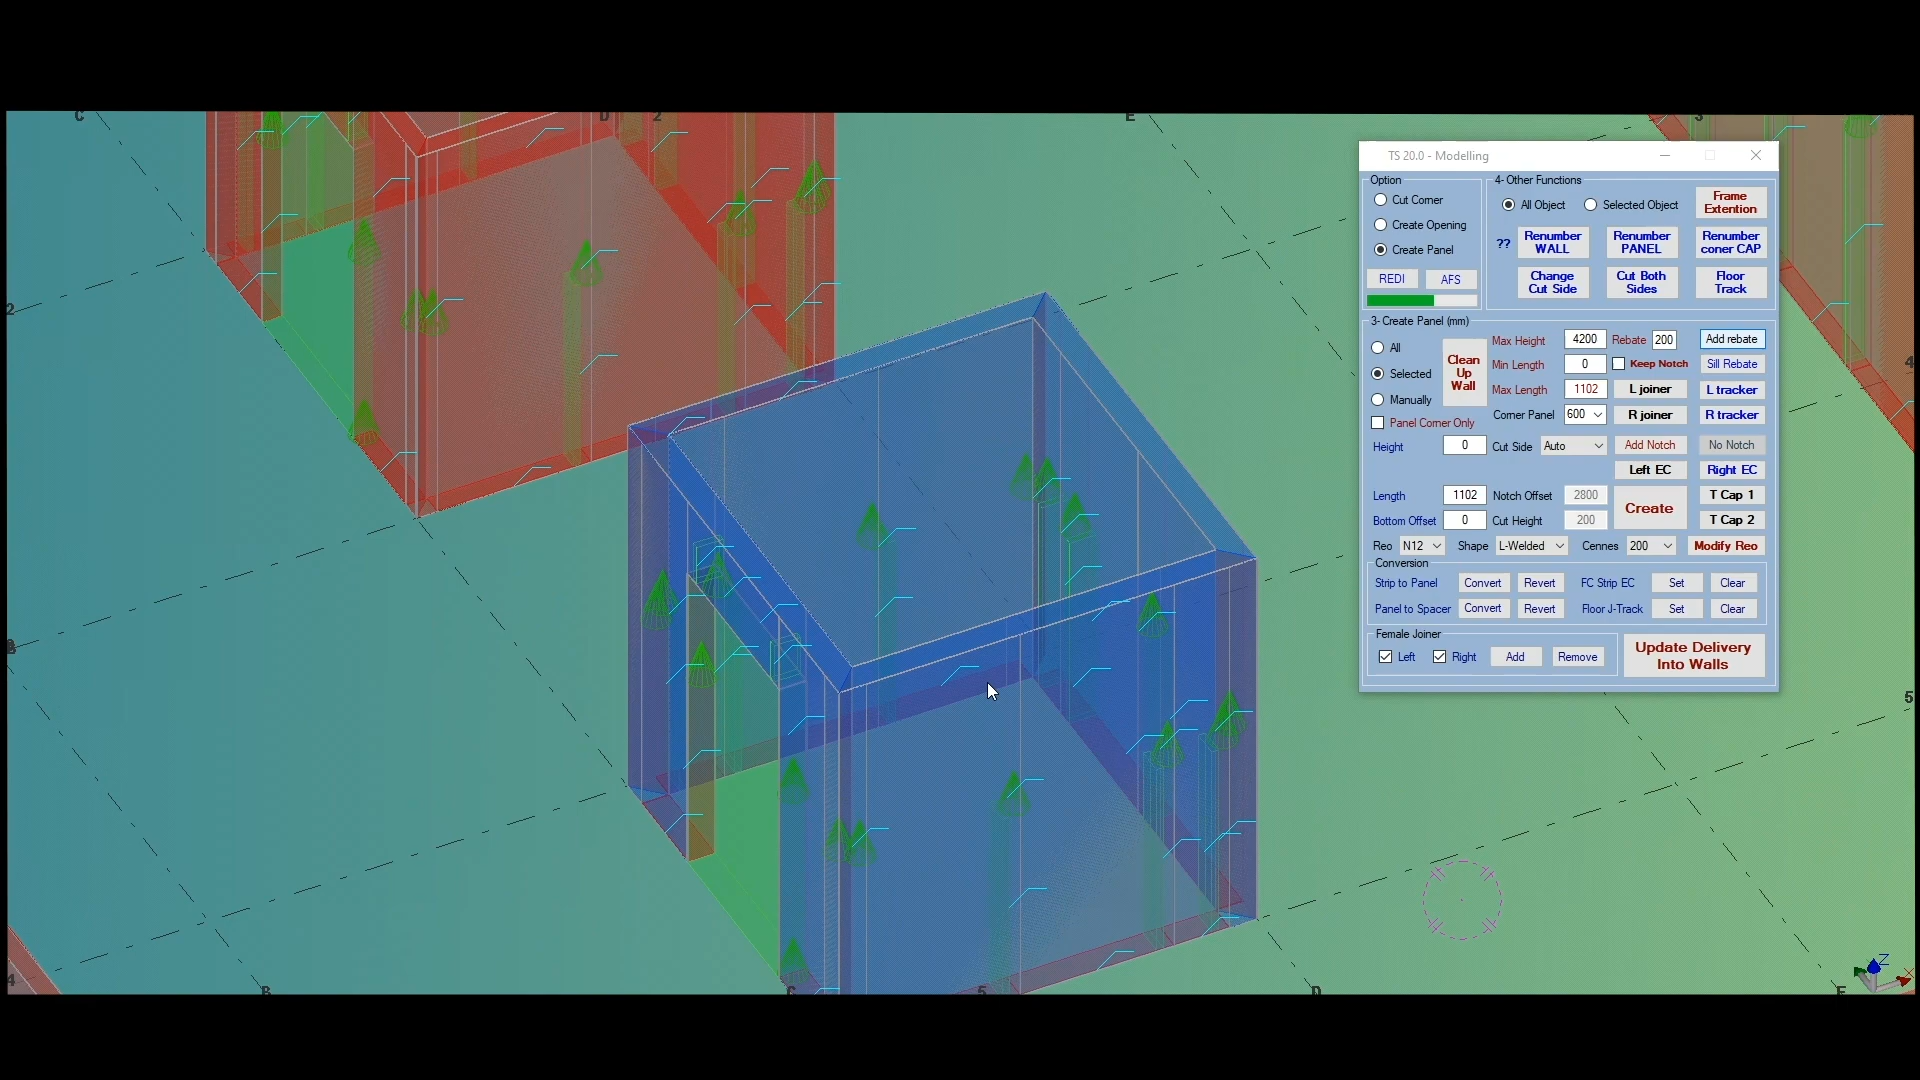 C
D
2
E
3
TS 20.0 - Modelling
Option
Cut Corner
Create Opening
Create Panel
REDI
AFS
4- Other Functions
All Object
Selected Object
Frame
Extention
??
Renumber
WALL
Renumber
PANEL
Renumber
coner CAP
Change
Cut Side
Cut Both
Sides
Floor
Track
3- Create Panel (mm)
All
Selected
Manually
Panel Corner Only
Clean
Up
Wall
Max Height
4200
Rebate
200
Add rebate
Min Length
0
Keep Notch
Sill Rebate
Max Length
1102
L joiner
L tracker
Corner Panel
600
R joiner
R tracker
Height
0
Cut Side
Auto
Add Notch
No Notch
Left EC
Right EC
Length
1102
Notch Offset
2800
Create
T Cap 1
Bottom Offset
0
Cut Height
200
T Cap 2
Reo
N12
Shape
L-Welded
Cennes
200
Modify Reo
Conversion
Strip to Panel
Convert
Revert
FC Strip EC
Set
Clear
Panel to Spacer
Convert
Revert
Floor J-Track
Set
Clear
Female Joiner
Left
Right
Add
Remove
Update Delivery
Into Walls
2
4
5
4
B
C
5
D
E
Z
X